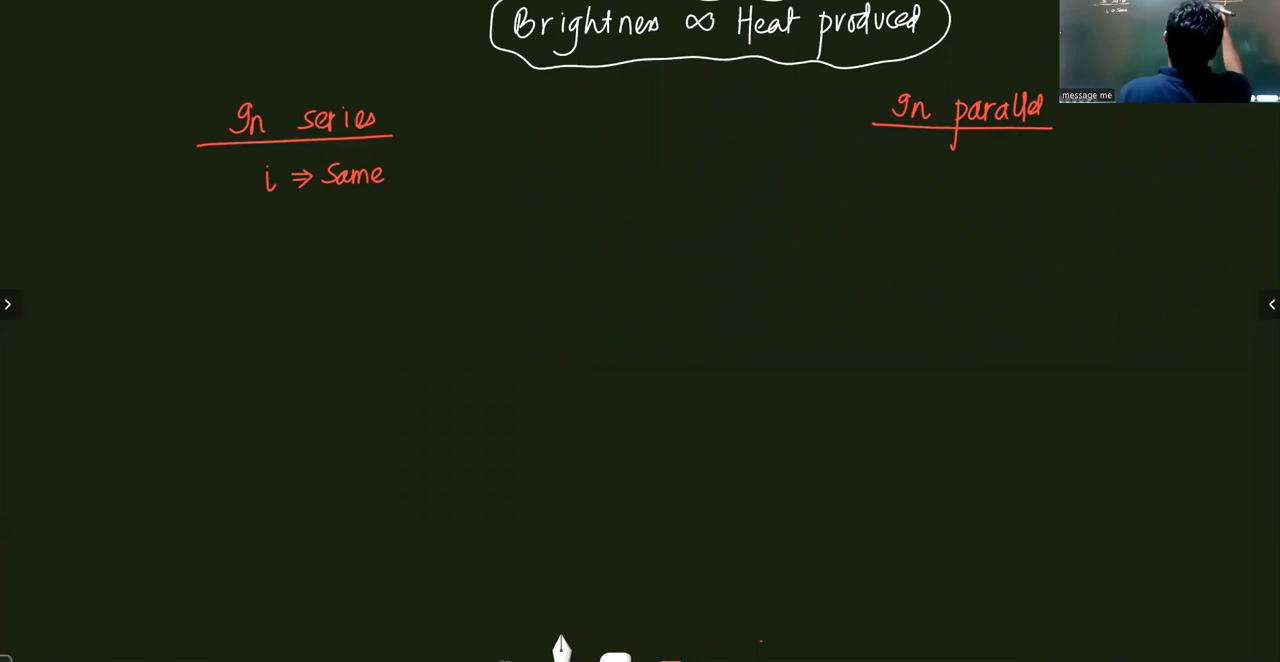 Brightness ∝ Heat produced
In series
i ⇒ Same
In parallel
message me